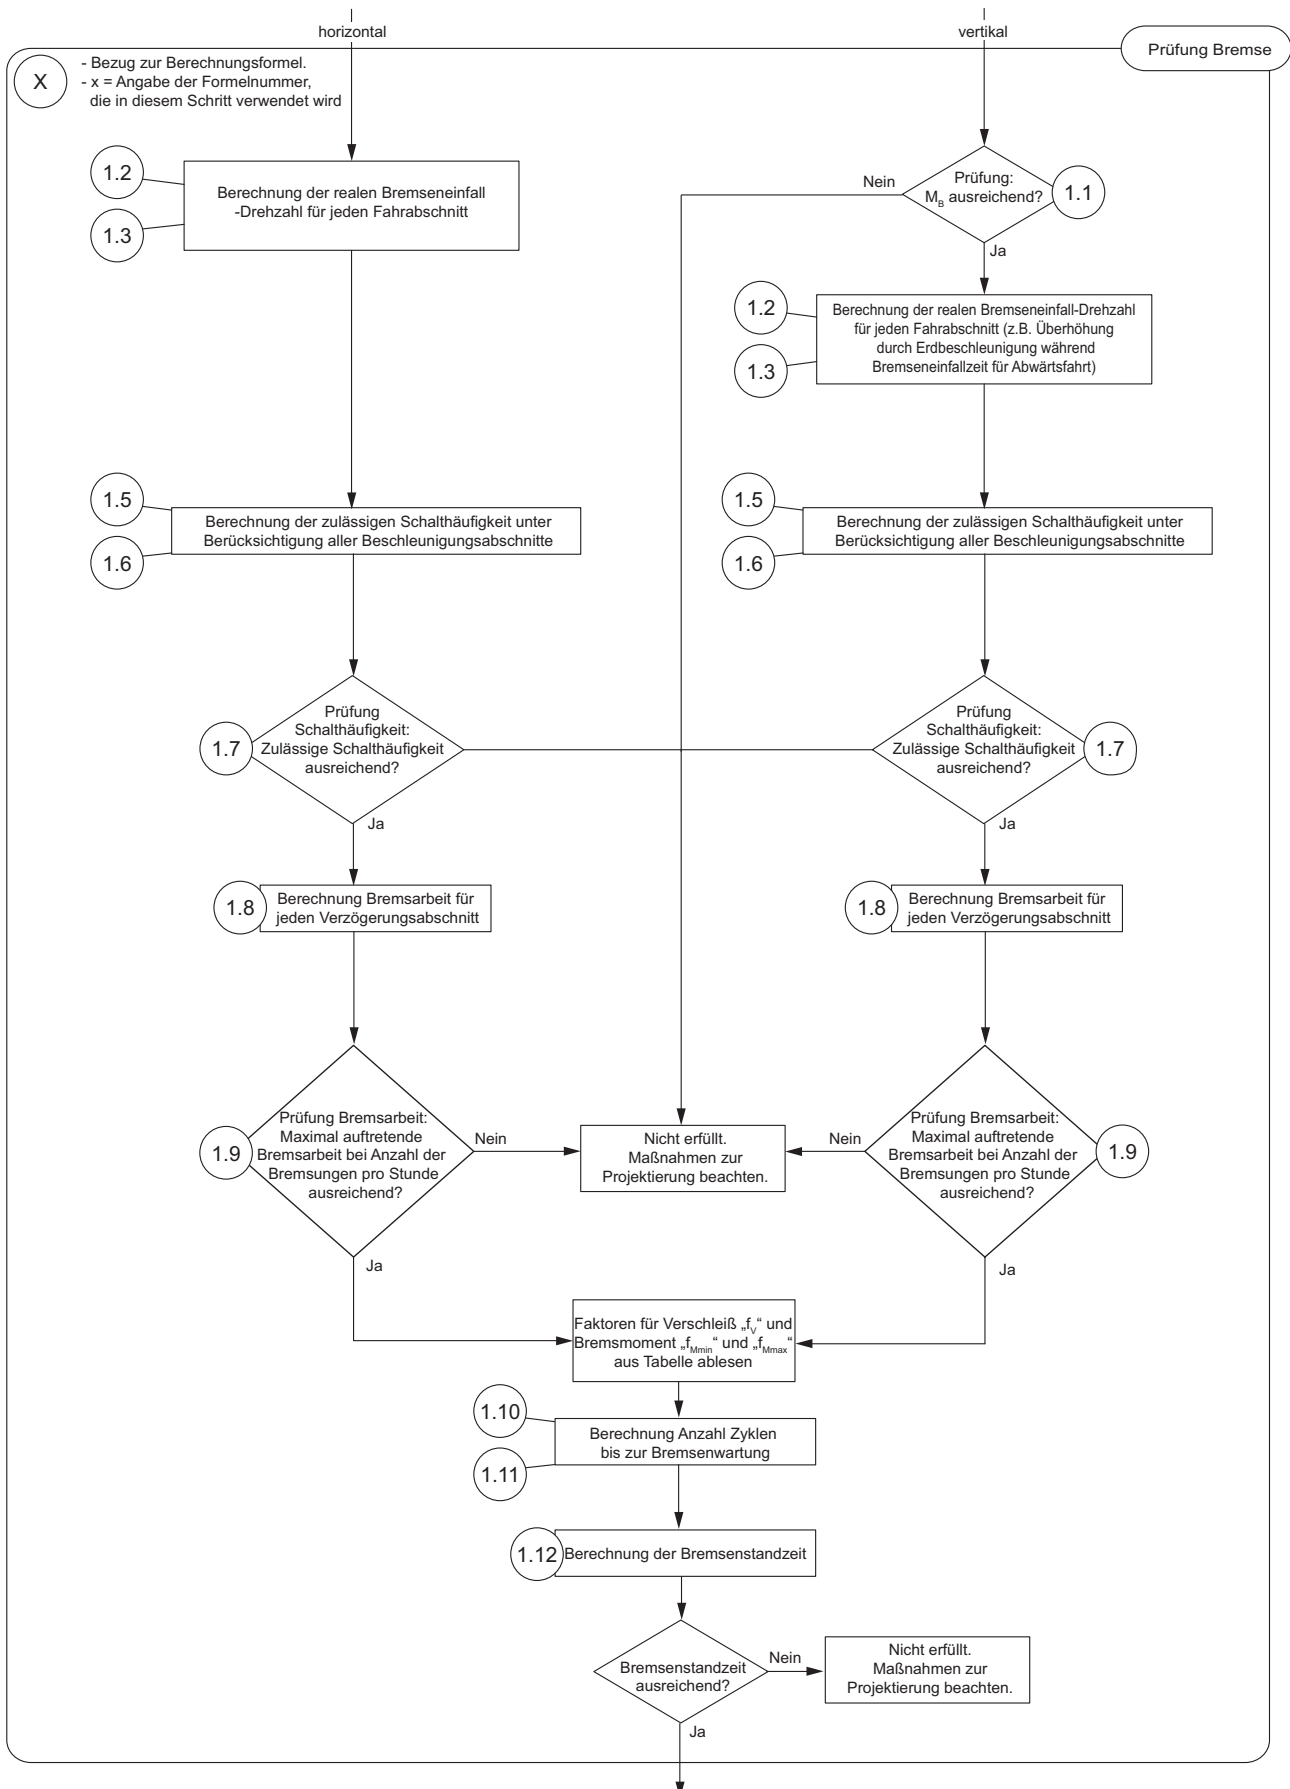 horizontal
vertikal
Prüfung Bremse
X
- Bezug zur Berechnungsformel.
- x = Angabe der Formelnummer,
die in diesem Schritt verwendet wird
1.2
1.3
Berechnung der realen Bremseneinfall
-Drehzahl für jeden Fahrabschnitt
Nein
Prüfung:
M_B ausreichend?
1.1
Ja
1.2
1.3
Berechnung der realen Bremseneinfall-Drehzahl
für jeden Fahrabschnitt (z.B. Überhöhung
durch Erdbeschleunigung während
Bremseneinfallzeit für Abwärtsfahrt)
1.5
1.6
Berechnung der zulässigen Schalthäufigkeit unter
Berücksichtigung aller Beschleunigungsabschnitte
1.5
1.6
Berechnung der zulässigen Schalthäufigkeit unter
Berücksichtigung aller Beschleunigungsabschnitte
1.7
Prüfung
Schalthäufigkeit:
Zulässige Schalthäufigkeit
ausreichend?
Ja
Prüfung
Schalthäufigkeit:
Zulässige Schalthäufigkeit
ausreichend?
1.7
Ja
1.8
Berechnung Bremsarbeit für
jeden Verzögerungsabschnitt
1.8
Berechnung Bremsarbeit für
jeden Verzögerungsabschnitt
1.9
Prüfung Bremsarbeit:
Maximal auftretende
Bremsarbeit bei Anzahl der
Bremsungen pro Stunde
ausreichend?
Nein
Ja
Nicht erfüllt.
Maßnahmen zur
Projektierung beachten.
Nein
Prüfung Bremsarbeit:
Maximal auftretende
Bremsarbeit bei Anzahl der
Bremsungen pro Stunde
ausreichend?
1.9
Ja
Faktoren für Verschleiß „f_v“ und
Bremsmoment „f_Mmin“ und „f_Mmax“
aus Tabelle ablesen
1.10
1.11
Berechnung Anzahl Zyklen
bis zur Bremsenwartung
1.12
Berechnung der Bremsenstandzeit
Bremsenstandzeit
ausreichend?
Nein
Nicht erfüllt.
Maßnahmen zur
Projektierung beachten.
Ja